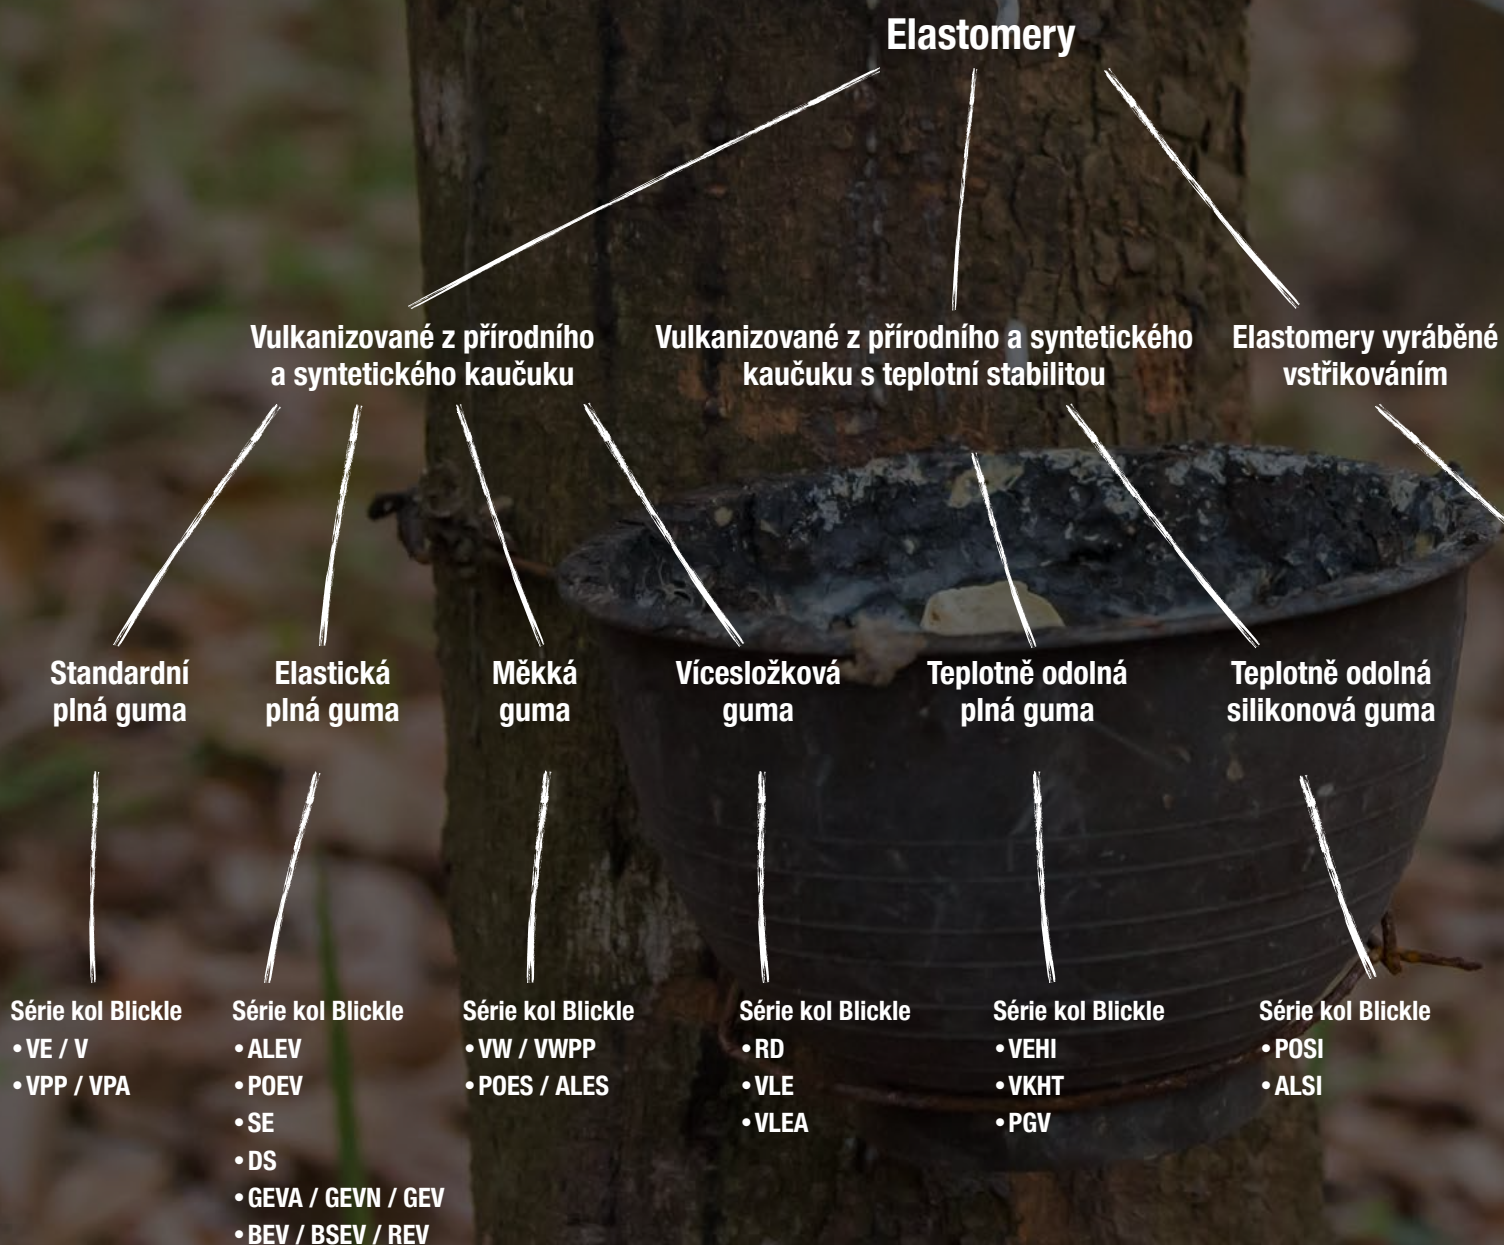 Elastomery
Vulkanizované z přírodního
a syntetického kaučuku
Vulkanizované z přírodního a syntetického
kaučuku s teplotní stabilitou
Elastomery vyráběné
vstřikováním
Standardní
plná guma
Elastická
plná guma
Měkká
guma
Vícesložková
guma
Teplotně odolná
plná guma
Teplotně odolná
silikonová guma
Série kol Blickle
• VE / V
• VPP / VPA
Série kol Blickle
• ALEV
• POEV
• SE
• DS
• GEVA / GEVN / GEV
• BEV / BSEV / REV
Série kol Blickle
• VW / VWPP
• POES / ALES
Série kol Blickle
• RD
• VLE
• VLEA
Série kol Blickle
• VEHI
• VKHT
• PGV
Série kol Blickle
• POSI
• ALSI